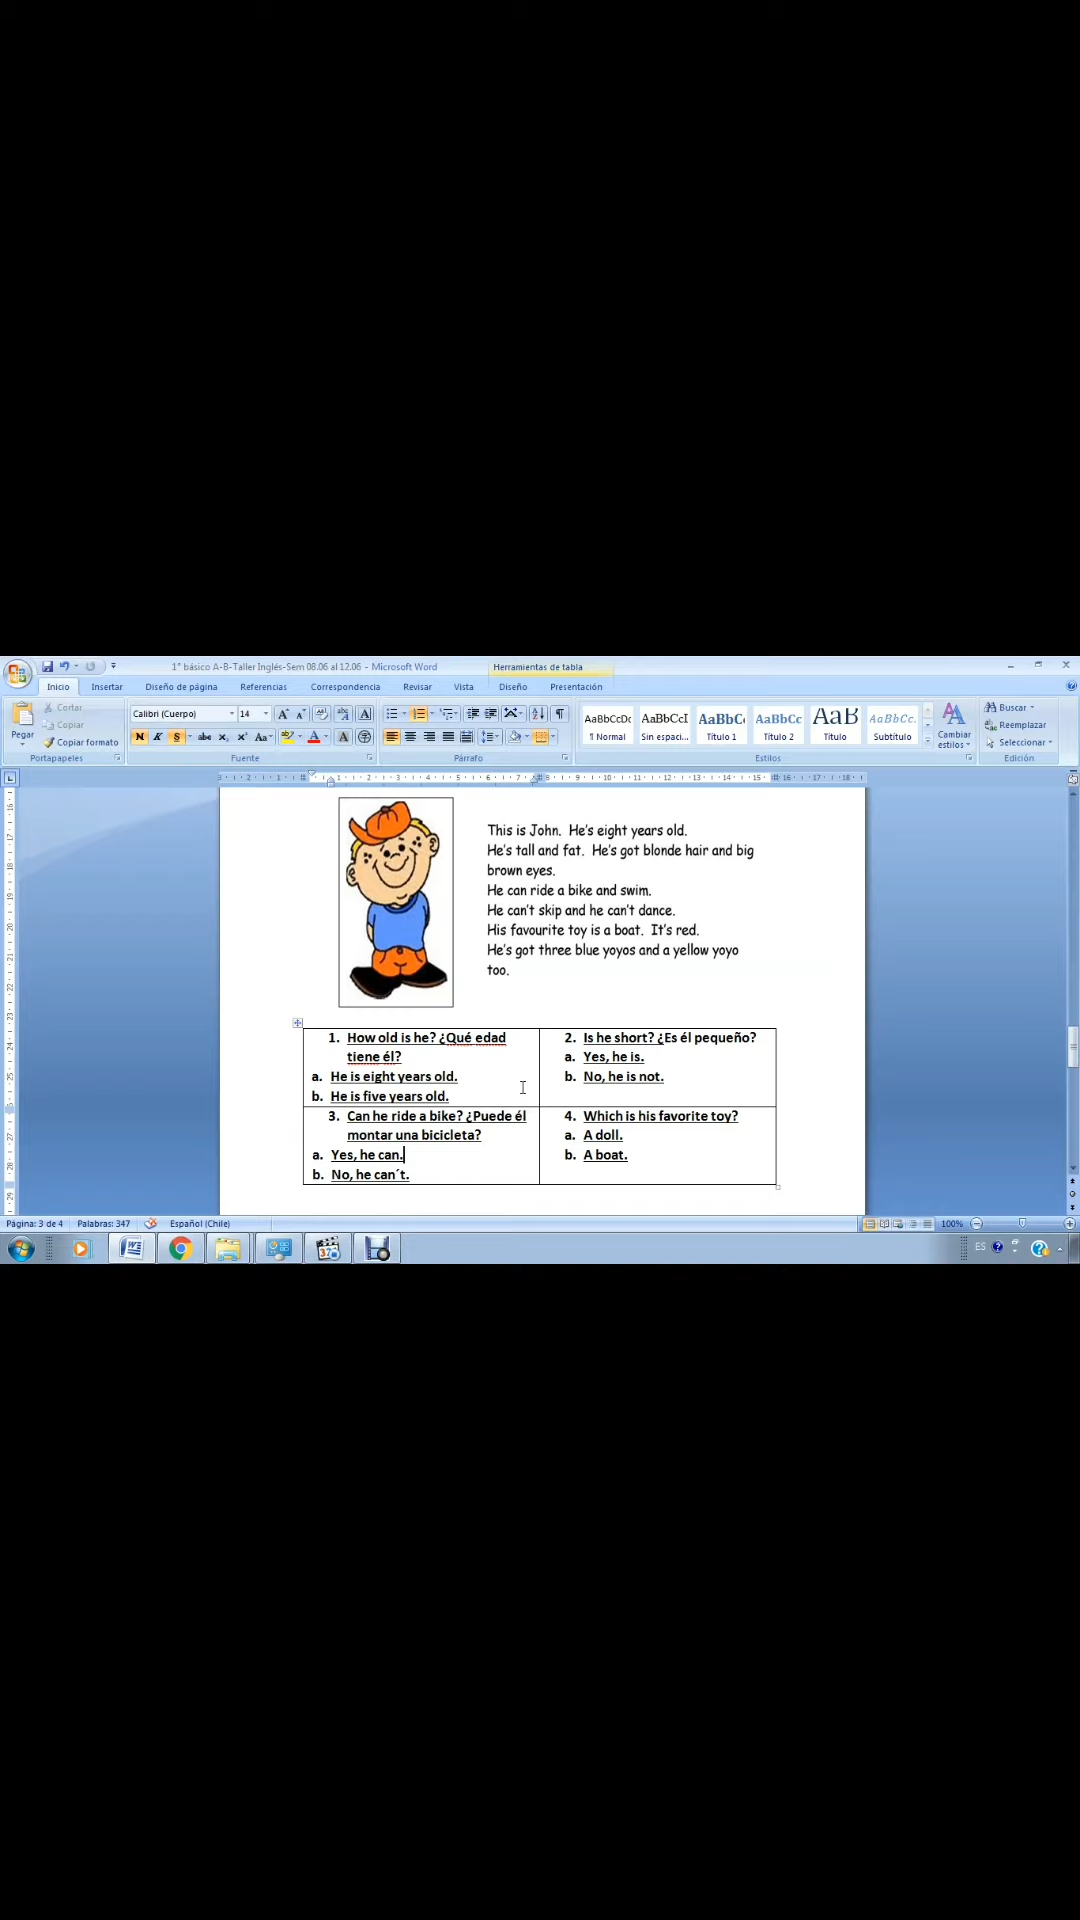 1° básico A-B-Taller Inglés-Sem 08.06 al 12.06 - Microsoft Word
Herramientas de tabla
Inicio Insertar Diseño de página Referencias Correspondencia Revisar Vista Diseño Presentación
Pegar
Cortar
Copiar
Copiar formato
Portapapeles
Calibri (Cuerpo) 14
N K S abc x₂ x² Aa
Fuente
Párrafo
AaBbCcDc AaBbCcI AaBbC AaBbCc AaB AaBbCc.
¶ Normal Sin espaci... Título 1 Título 2 Título Subtítulo
Cambiar
estilos
Estilos
Buscar
Reemplazar
Seleccionar
Edición
This is John. He's eight years old.
He's tall and fat. He's got blonde hair and big
brown eyes.
He can ride a bike and swim.
He can't skip and he can't dance.
His favourite toy is a boat. It's red.
He's got three blue yoyos and a yellow yoyo
too.
1. How old is he? ¿Qué edad
tiene él?
a. He is eight years old.
b. He is five years old.
2. Is he short? ¿Es él pequeño?
a. Yes, he is.
b. No, he is not.
3. Can he ride a bike? ¿Puede él
montar una bicicleta?
a. Yes, he can.
b. No, he can´t.
4. Which is his favorite toy?
a. A doll.
b. A boat.
Página: 3 de 4 Palabras: 347 Español (Chile) 100%
ES